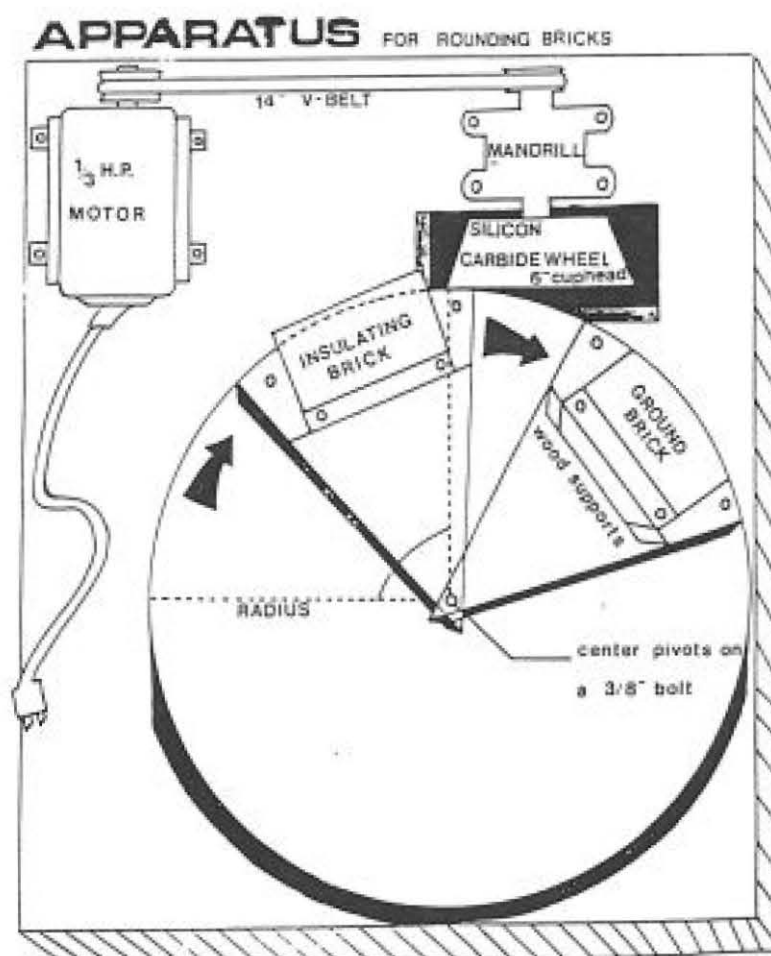 APPARATUS FOR ROUNDING BRICKS
14" V-BELT
1/3 H.P.
MOTOR
MANDRILL
SILICON
CARBIDE WHEEL
6" cuphead
INSULATING
BRICK
GROUND
BRICK
wood supports
RADIUS
center pivots on
a 3/8" bolt